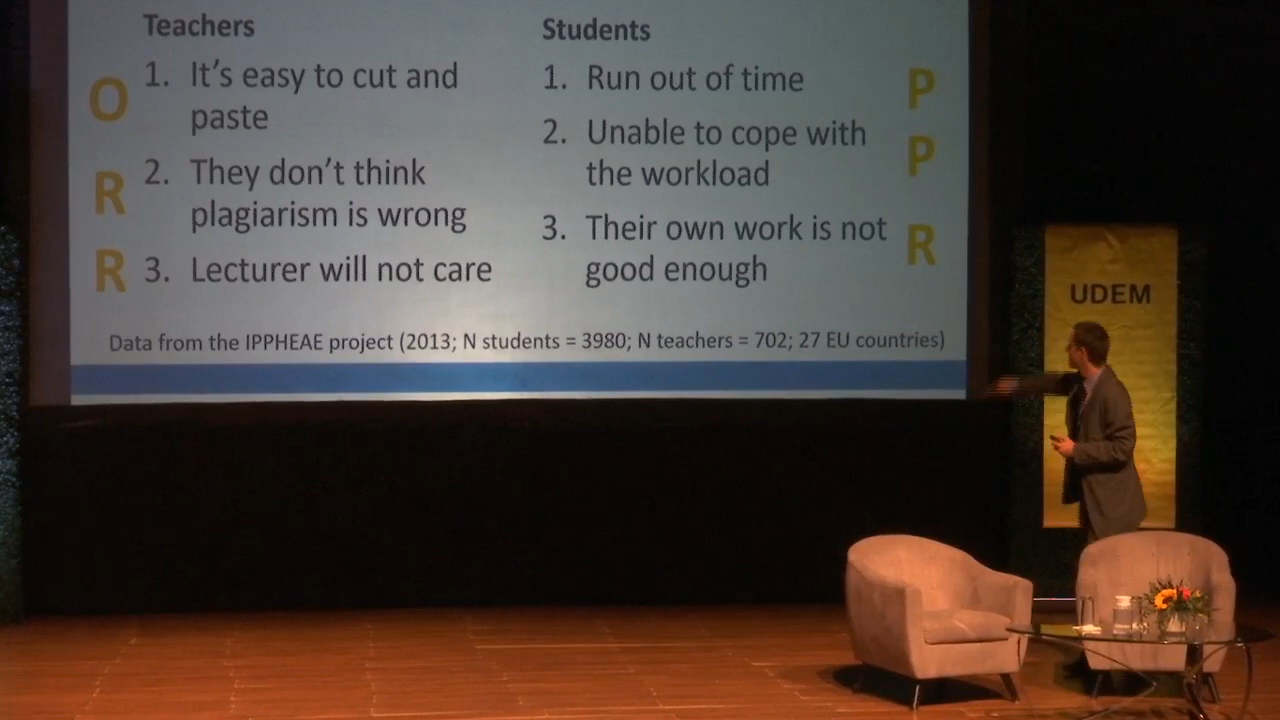 Teachers
O
1. It's easy to cut and
paste
R
2. They don't think
plagiarism is wrong
R
3. Lecturer will not care
Students
1. Run out of time
P
2. Unable to cope with
the workload
P
3. Their own work is not
good enough
R
Data from the IPPHEAE project (2013; N students = 3980; N teachers = 702; 27 EU countries)
UDEM